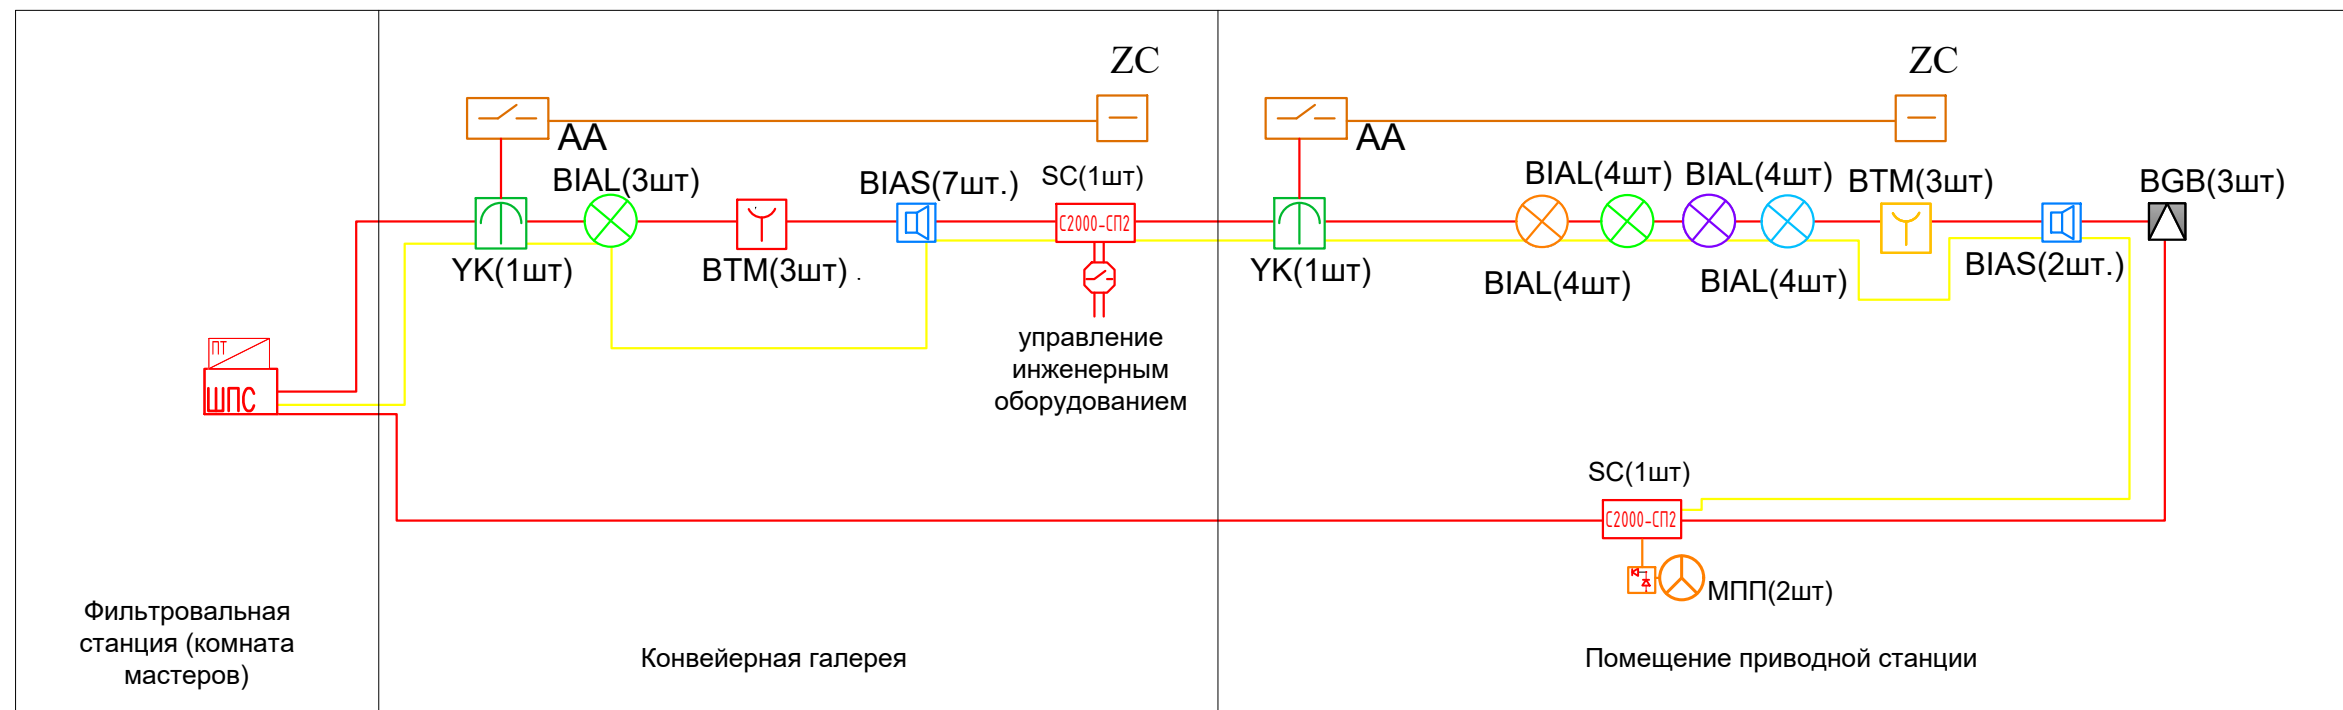 ZC
ZC
AA
AA
BIAL(3шт)
BIAS(7шт.)
SC(1шт)
BIAL(4шт)
BIAL(4шт)
BTM(3шт)
BGB(3шт)
С2000-СП2
YK(1шт)
BTM(3шт) .
YK(1шт)
BIAL(4шт)
BIAL(4шт)
BIAS(2шт.)
управление
инженерным
оборудованием
ПТ
ШПС
SC(1шт)
С2000-СП2
МПП(2шт)
Фильтровальная
станция (комната
мастеров)
Конвейерная галерея
Помещение приводной станции